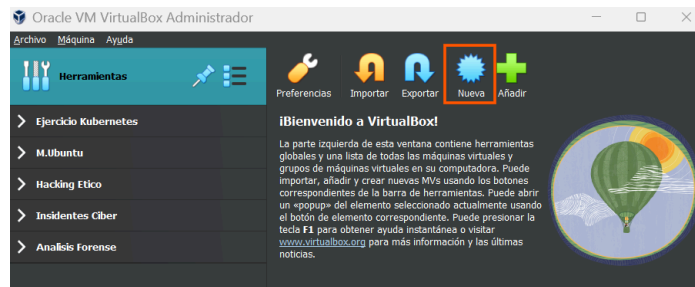 Oracle VM VirtualBox Administrador
Archivo Máquina Ayuda
Herramientas
Preferencias Importar Exportar Nueva Añadir
Ejercicio Kubernetes
M.Ubuntu
Hacking Etico
Insidentes Ciber
Analisis Forense
¡Bienvenido a VirtualBox!
La parte izquierda de esta ventana contiene herramientas
globales y una lista de todas las máquinas virtuales y
grupos de máquinas virtuales en su computadora. Puede
importar, añadir y crear nuevas MVs usando los botones
correspondientes de la barra de herramientas. Puede abrir
un «popup» del elemento seleccionado actualmente usando
el botón de elemento correspondiente. Puede presionar la
tecla F1 para obtener ayuda instantánea o visitar
www.virtualbox.org para más información y las últimas
noticias.